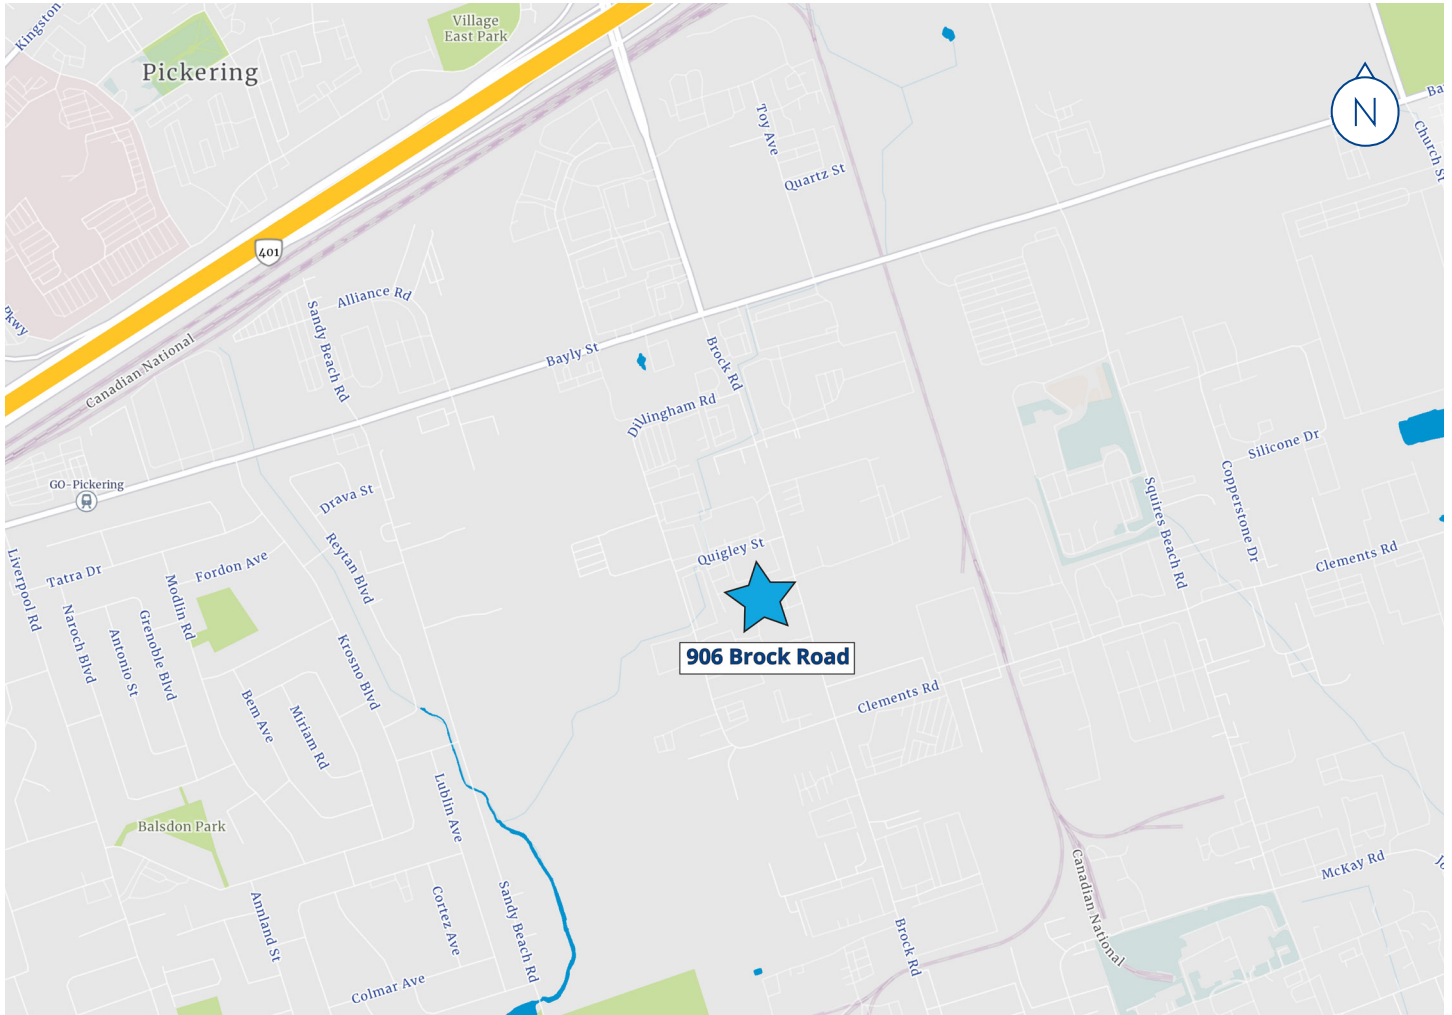 Kingston
Village
East Park
Pickering
N
Church St
Toy Ave
Quartz St
401
Alliance Rd
Sandy Beach Rd
Pkwy
Canadian National
Bayly St
Brock Rd
Dillingham Rd
Silicone Dr
GO-Pickering
Drava St
Copperstone Dr
Squires Beach Rd
Reytan Blvd
Quigley St
Clements Rd
Liverpool Rd
Tatra Dr
Fordon Ave
Modlin Rd
Naroch Blvd
Grenoble Blvd
Antonio St
Krosno Blvd
906 Brock Road
Clements Rd
Bem Ave
Miriam Rd
Lublin Ave
Balsdon Park
McKay Rd
Canadian National
Annland St
Cortez Ave
Sandy Beach Rd
Brock Rd
Colmar Ave